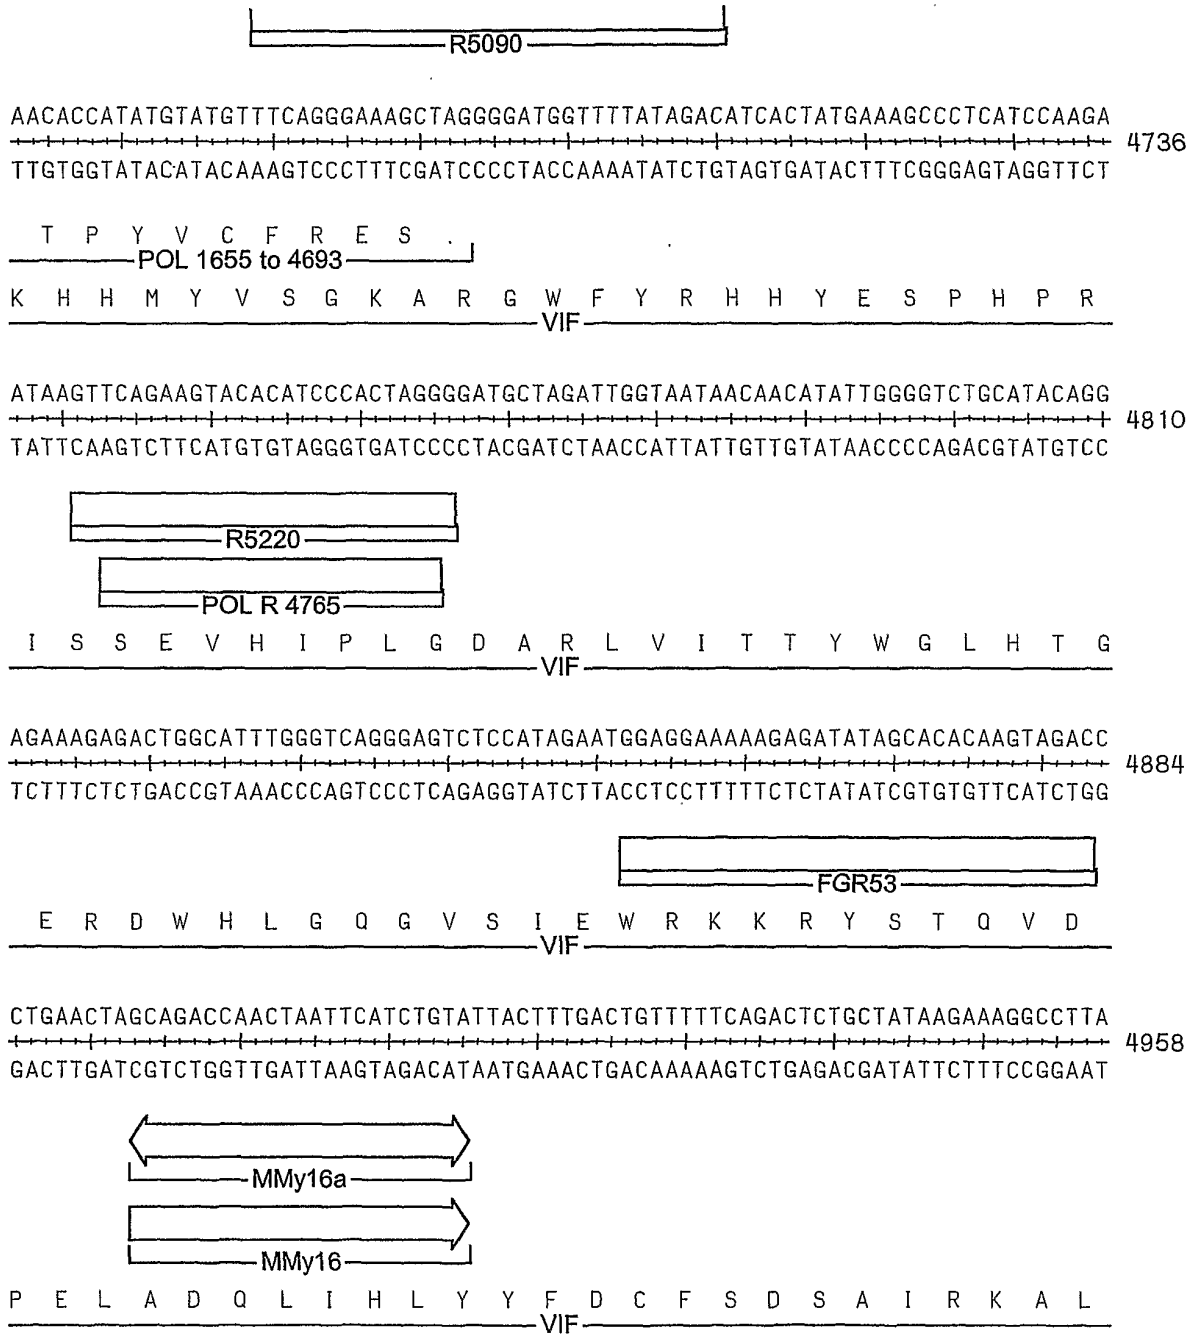 R5090
AACACCATATGTATGTTTCAGGGAAAGCTAGGGGATGGTTTTATAGACATCACTATGAAAGCCCTCATCCAAGA
4736
TTGTGGTATACATACAAAGTCCCTTTCGATCCCCTACCAAAATATCTGTAGTGATACTTTCGGGAGTAGGTTCT
T P Y V C F R E S .
POL 1655 to 4693
K H H M Y V S G K A R G W F Y R H H Y E S P H P R
VIF
ATAAGTTCAGAAGTACACATCCCACTAGGGGATGCTAGATTGGTAATAACAACATATTGGGGTCTGCATACAGG
4810
TATTCAAGTCTTCATGTGTAGGGTGATCCCCTACGATCTAACCATTATTGTTGTATAACCCCAGACGTATGTCC
R5220
POL R 4765
I S S E V H I P L G D A R L V I T T Y W G L H T G
VIF
AGAAAGAGACTGGCATTTGGGTCAGGGAGTCTCCATAGAATGGAGGAAAAAGAGATATAGCACACAAGTAGACC
4884
TCTTTCTCTGACCGTAAACCCAGTCCCTCAGAGGTATCTTACCTCCTTTTTCTCTATATCGTGTGTTCATCTGG
FGR53
E R D W H L G Q G V S I E W R K K R Y S T Q V D
VIF
CTGAACTAGCAGACCAACTAATTCATCTGTATTACTTTGACTGTTTTTCAGACTCTGCTATAAGAAAGGCCTTA
4958
GACTTGATCGTCTGGTTGATTAAGTAGACATAATGAAACTGACAAAAAGTCTGAGACGATATTCTTTCCGGAAT
MMy16a
MMy16
P E L A D Q L I H L Y Y F D C F S D S A I R K A L
VIF